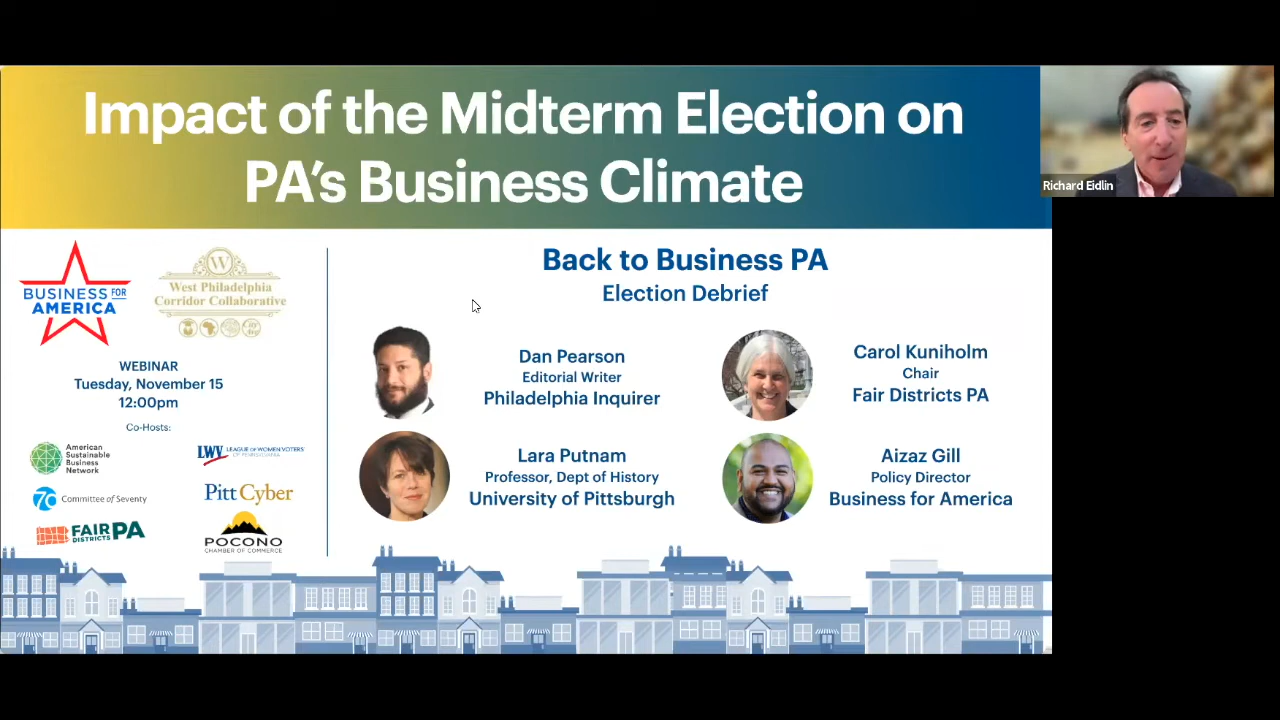 Impact of the Midterm Election on
PA's Business Climate
Richard Eidlin
BUSINESS FOR
AMERICA
W
West Philadelphia
Corridor Collaborative
WEBINAR
Tuesday, November 15
12:00pm
Co-Hosts:
American
Sustainable
Business
Network
LWV LEAGUE OF WOMEN VOTERS
OF PENNSYLVANIA
70 Committee of Seventy
PittCyber
FAIR
DISTRICTS PA
POCONO
CHAMBER OF COMMERCE
Back to Business PA
Election Debrief
Dan Pearson
Editorial Writer
Philadelphia Inquirer
Carol Kuniholm
Chair
Fair Districts PA
Lara Putnam
Professor, Dept of History
University of Pittsburgh
Aizaz Gill
Policy Director
Business for America